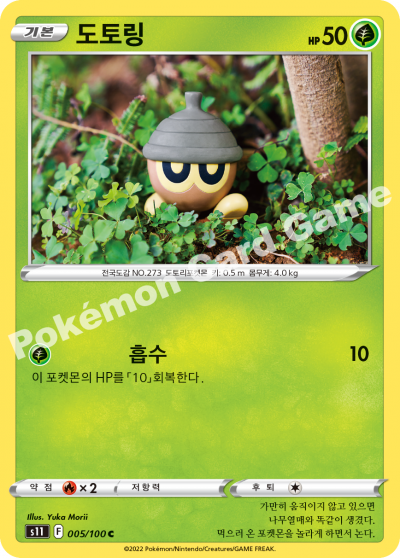 기본 도토링 HP 50
전국도감 NO.273 도토리포켓몬 키: 0.5 m 몸무게: 4.0 kg
Pokémon Card Game
흡수 10
이 포켓몬의 HP를 「10」회복한다.
약점 ×2 저항력 후퇴
가만히 움직이지 않고 있으면
나무열매와 똑같이 생겼다.
먹으러 온 포켓몬을 놀라게 하면서 논다.
Illus. Yuka Morii
s11 F 005/100 C
©2022 Pokémon/Nintendo/Creatures/GAME FREAK.